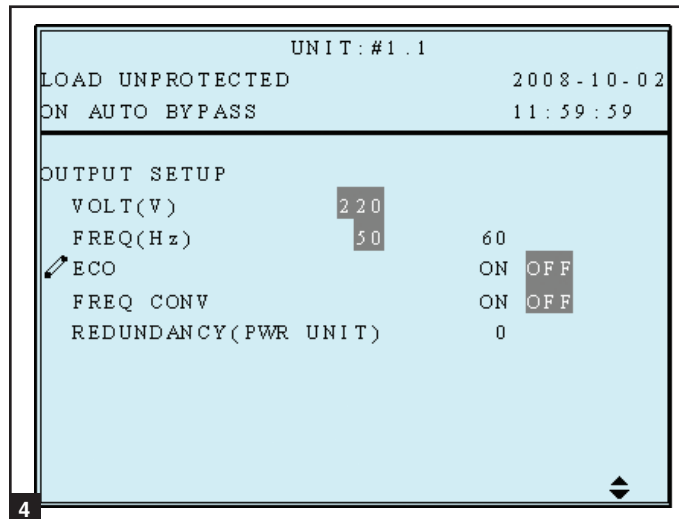 UNIT:#1.1
LOAD UNPROTECTED 2008-10-02
ON AUTO BYPASS 11:59:59
OUTPUT SETUP
VOLT(V) 220
FREQ(Hz) 50 60
ECO ON OFF
FREQ CONV ON OFF
REDUNDANCY(PWR UNIT) 0
4